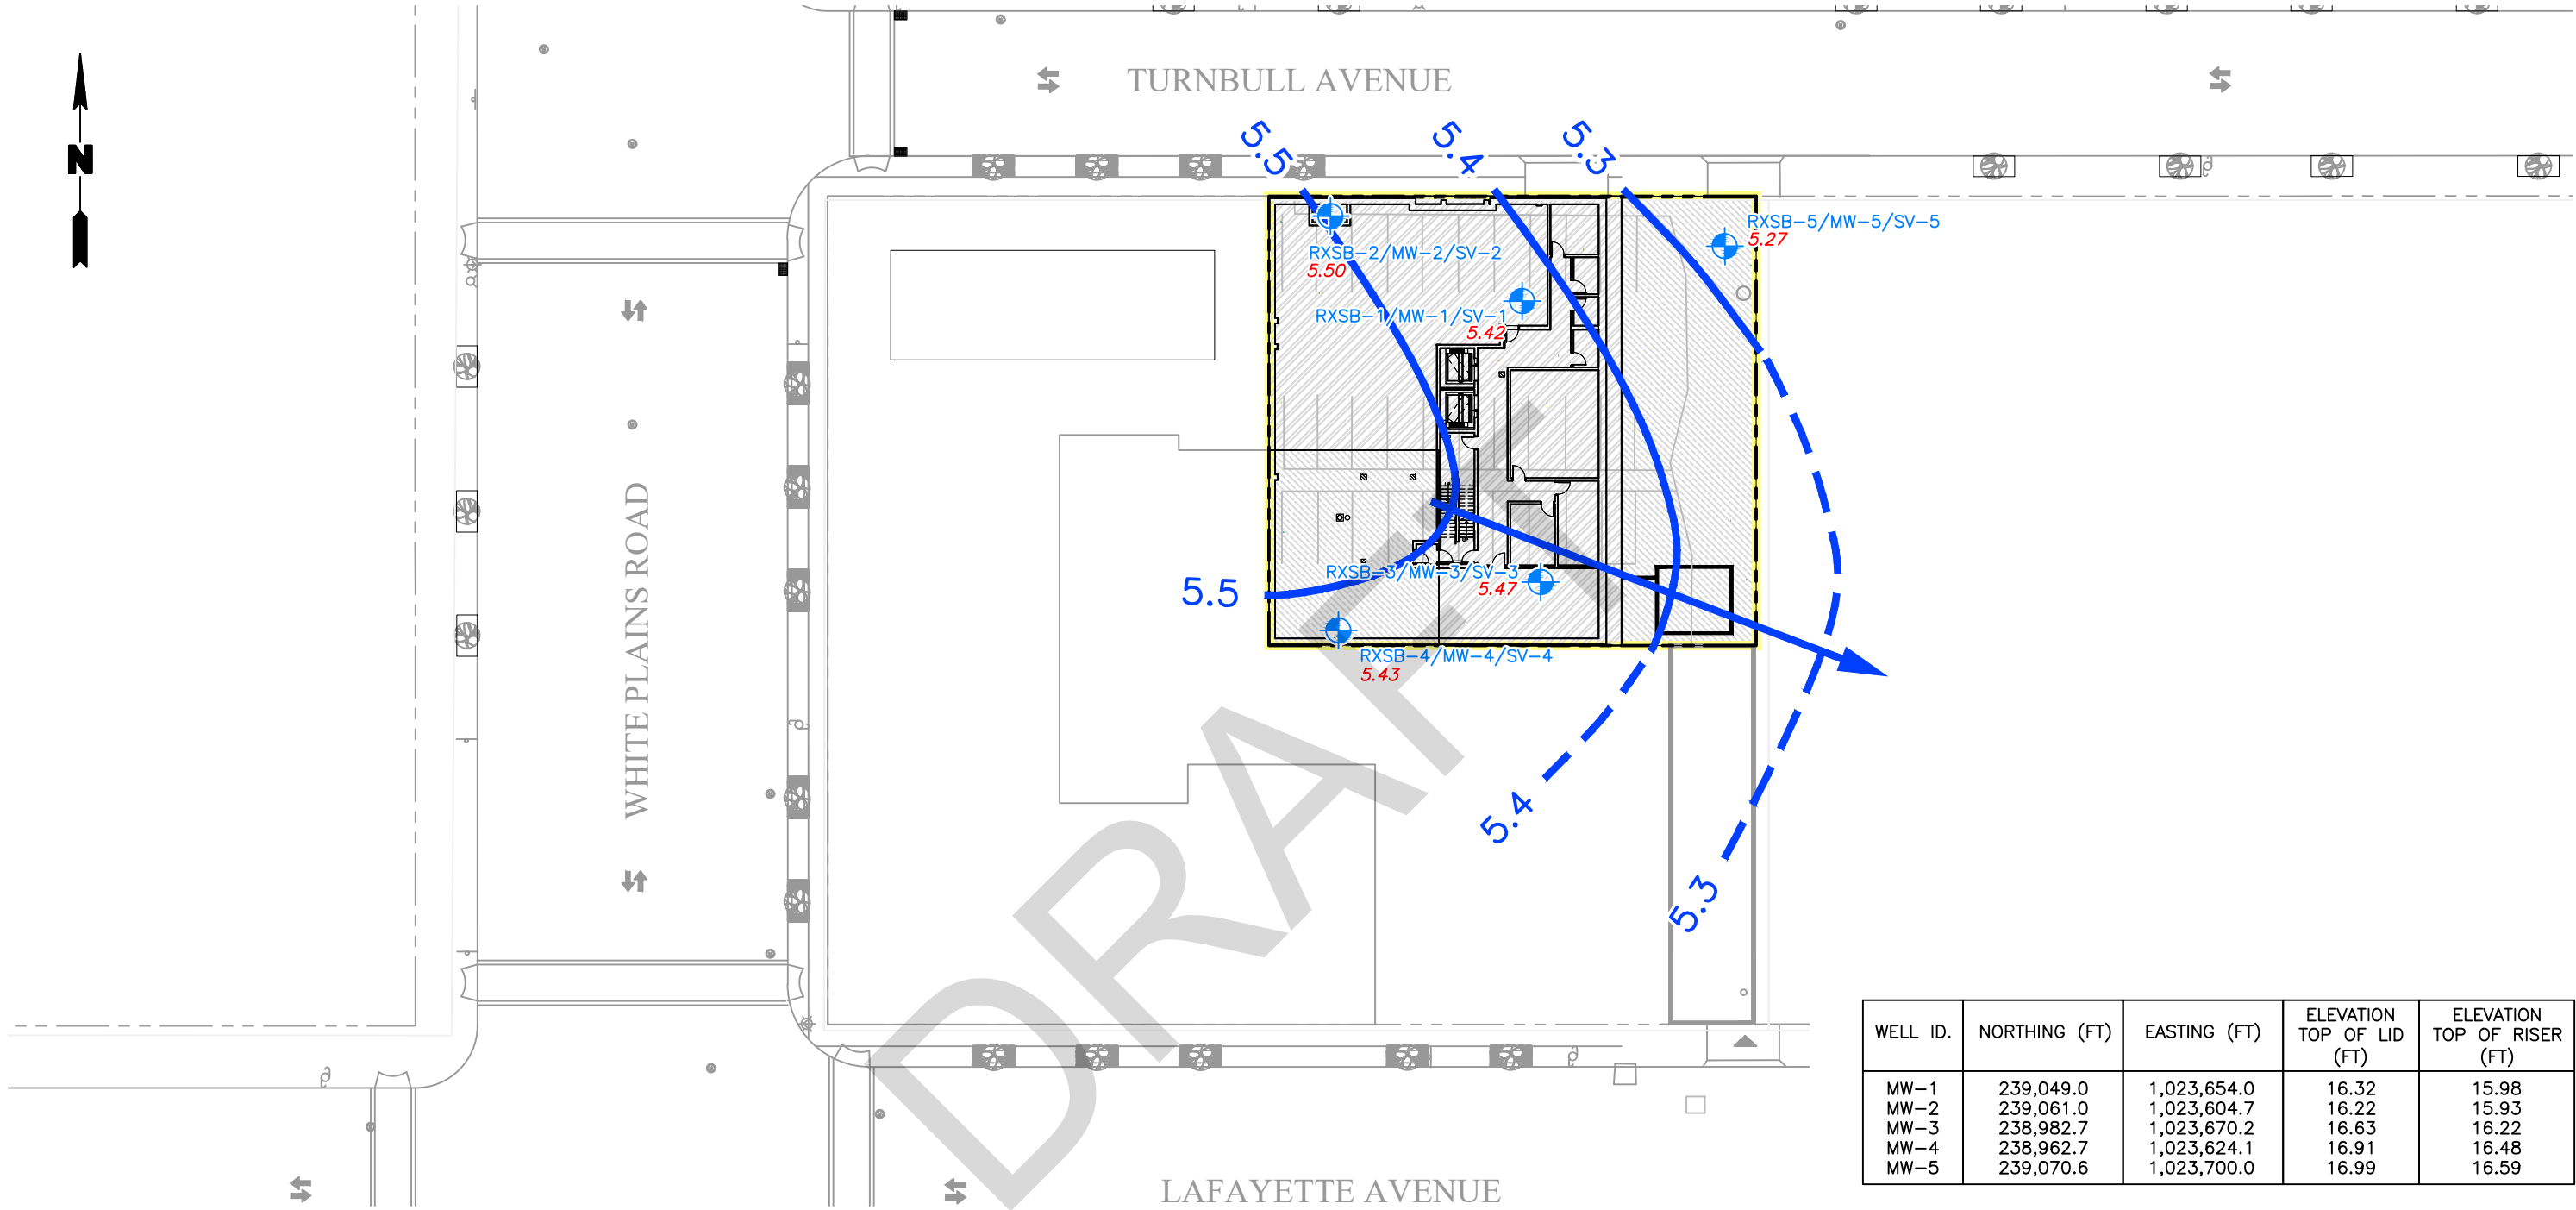 TURNBULL AVENUE
N
5.5
5.4
5.3
RXSB-5/MW-5/SV-5
5.27
RXSB-2/MW-2/SV-2
5.50
RXSB-1/MW-1/SV-1
5.42
WHITE PLAINS ROAD
5.5
RXSB-3/MW-3/SV-3
5.47
RXSB-4/MW-4/SV-4
5.43
DRAFT
5.4
5.3
WELL ID. NORTHING (FT) EASTING (FT) ELEVATION TOP OF LID (FT) ELEVATION TOP OF RISER (FT)
MW-1 239,049.0 1,023,654.0 16.32 15.98
MW-2 239,061.0 1,023,604.7 16.22 15.93
MW-3 238,982.7 1,023,670.2 16.63 16.22
MW-4 238,962.7 1,023,624.1 16.91 16.48
MW-5 239,070.6 1,023,700.0 16.99 16.59
LAFAYETTE AVENUE